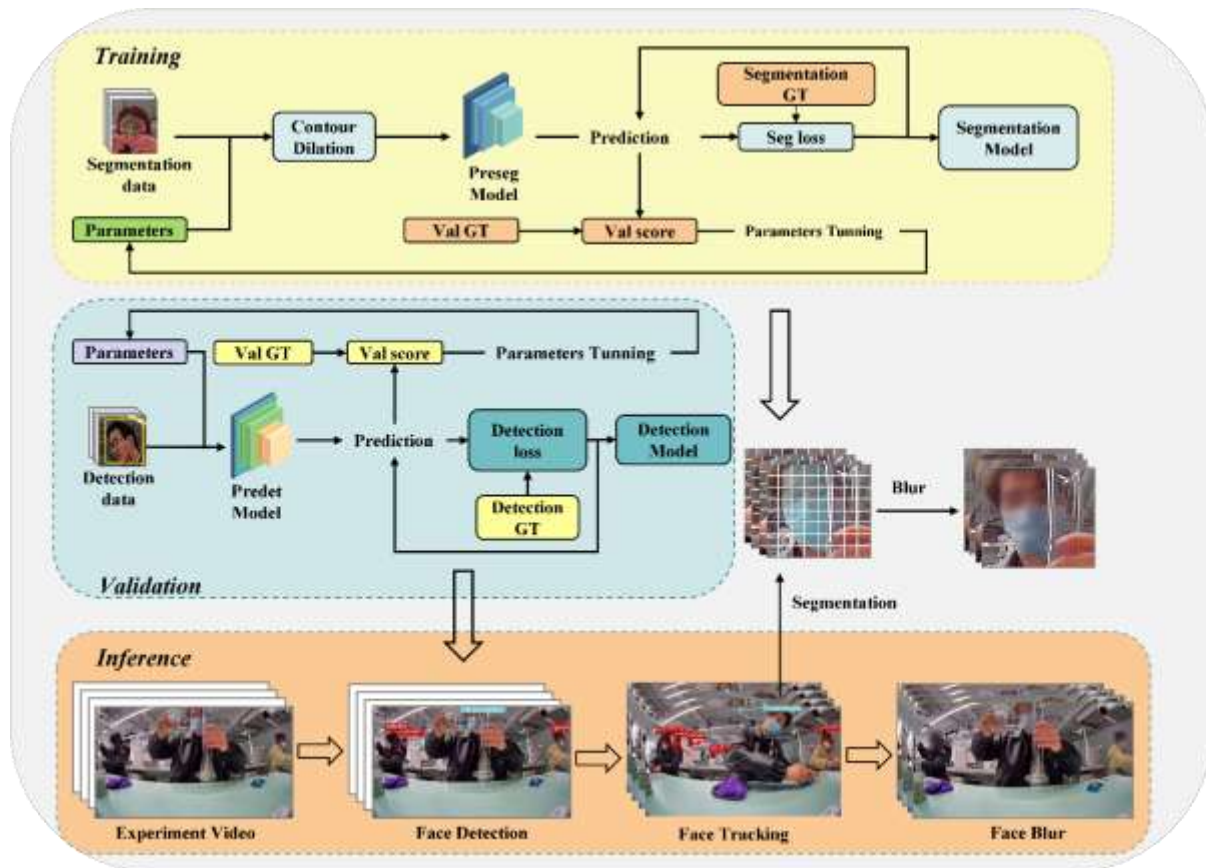 Training
Segmentation
data
Parameters
Contour
Dilation
Preseg
Model
Prediction
Segmentation
GT
Seg loss
Segmentation
Model
Val GT
Val score
Parameters Tunning
Parameters
Val GT
Val score
Parameters Tunning
Detection
data
Predet
Model
Prediction
Detection
loss
Detection
Model
Detection
GT
Validation
Blur
Segmentation
Inference
Experiment Video
Face Detection
Face Tracking
Face Blur